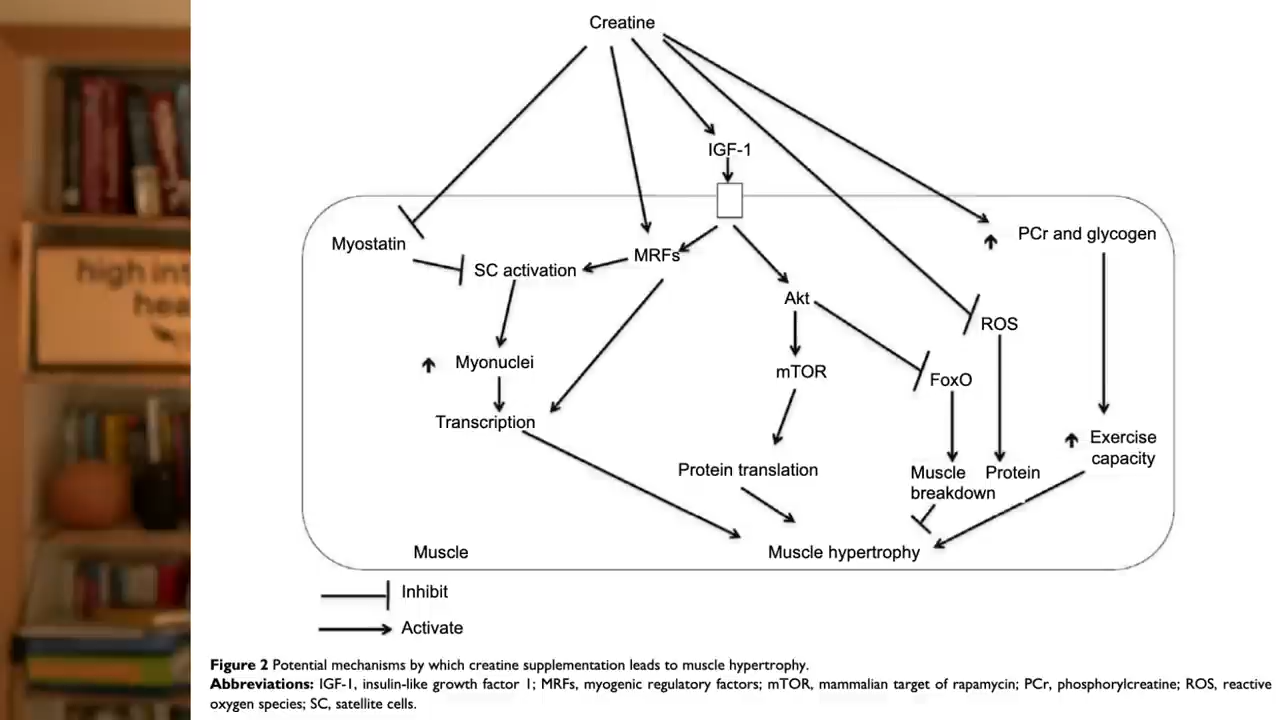 Creatine
IGF-1
Myostatin
SC activation
MRFs
PCr and glycogen
Akt
ROS
Myonuclei
mTOR
FoxO
Transcription
Exercise
capacity
Protein translation
Muscle
breakdown
Protein
Muscle
Muscle hypertrophy
Inhibit
Activate
Figure 2 Potential mechanisms by which creatine supplementation leads to muscle hypertrophy.
Abbreviations: IGF-1, insulin-like growth factor 1; MRFs, myogenic regulatory factors; mTOR, mammalian target of rapamycin; PCr, phosphorylcreatine; ROS, reactive
oxygen species; SC, satellite cells.
high int
hea